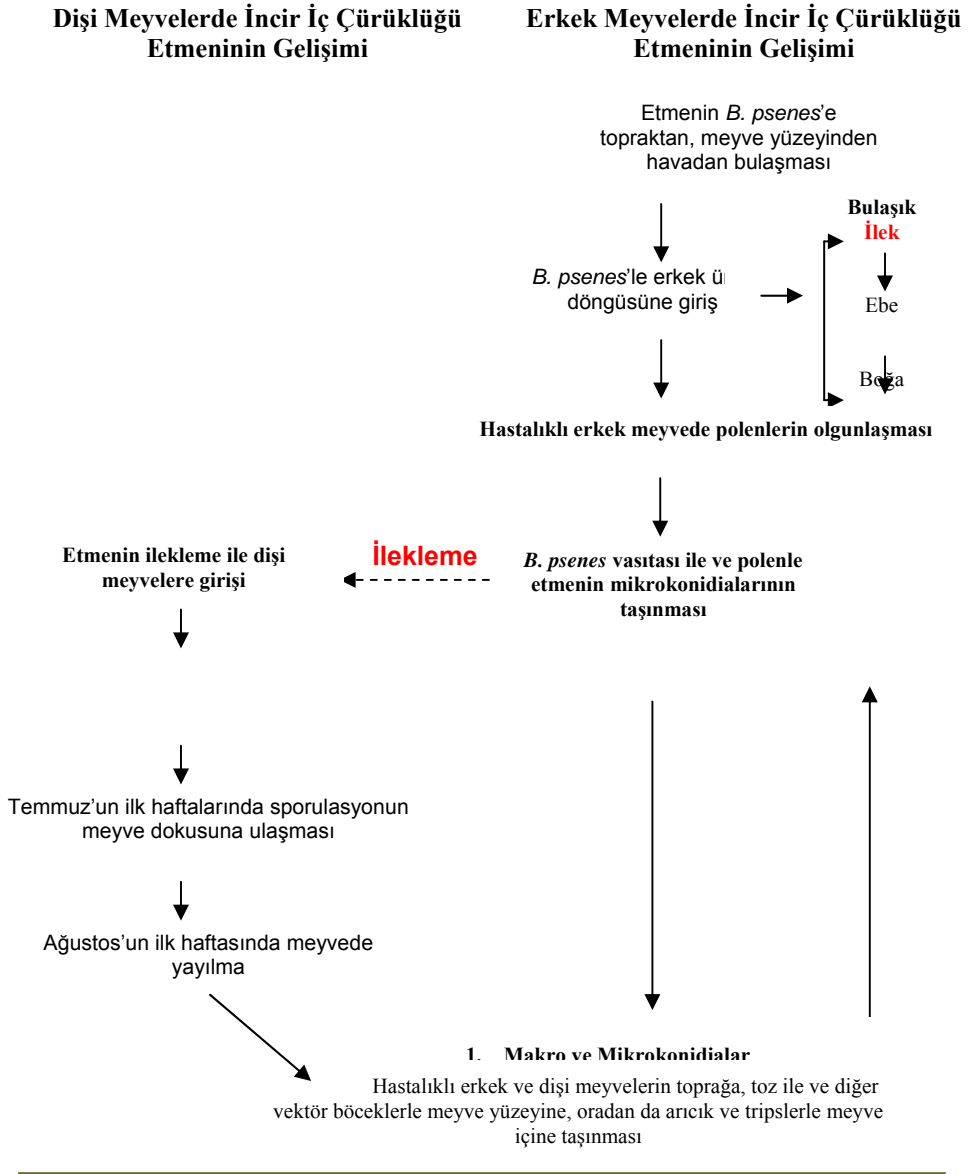 Dişi Meyvelerde İncir İç Çürüklüğü
Etmeninin Gelişimi
Erkek Meyvelerde İncir İç Çürüklüğü
Etmeninin Gelişimi
Etmenin B. psenes'e
topraktan, meyve yüzeyinden
havadan bulaşması
Bulaşık
İlek
B. psenes'le erkek
döngüsüne giriş
Ebe
Boğa
Hastalıklı erkek meyvede polenlerin olgunlaşması
Etmenin ilekleme ile dişi
meyvelere girişi
İlekleme
B. psenes vasıtası ile ve polenle
etmenin mikrokonidialarının
taşınması
Temmuz'un ilk haftalarında sporulasyonun
meyve dokusuna ulaşması
Ağustos'un ilk haftasında meyvede
yayılma
1. Makro ve Mikrokonidialar
Hastalıklı erkek ve dişi meyvelerin toprağa, toz ile ve diğer
vektör böceklerle meyve yüzeyine, oradan da arıcık ve tripslerle meyve
içine taşınması